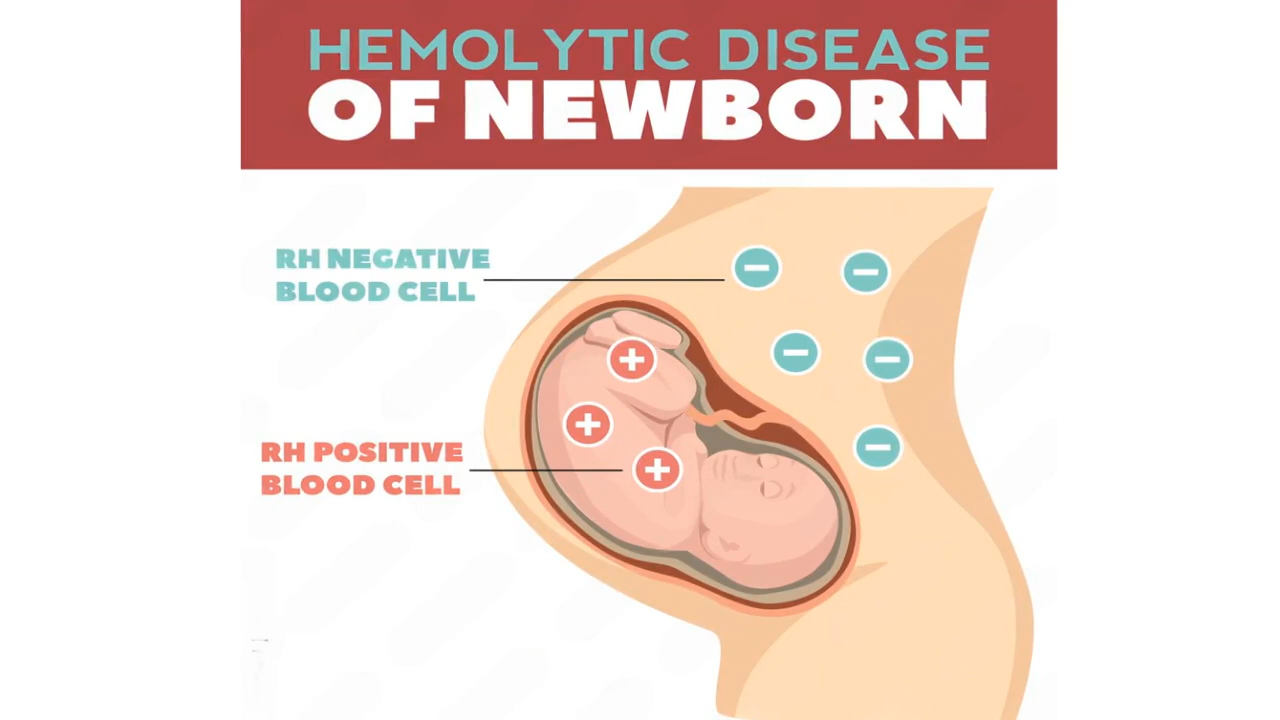 HEMOLYTIC DISEASE
OF NEWBORN
RH NEGATIVE
BLOOD CELL
RH POSITIVE
BLOOD CELL